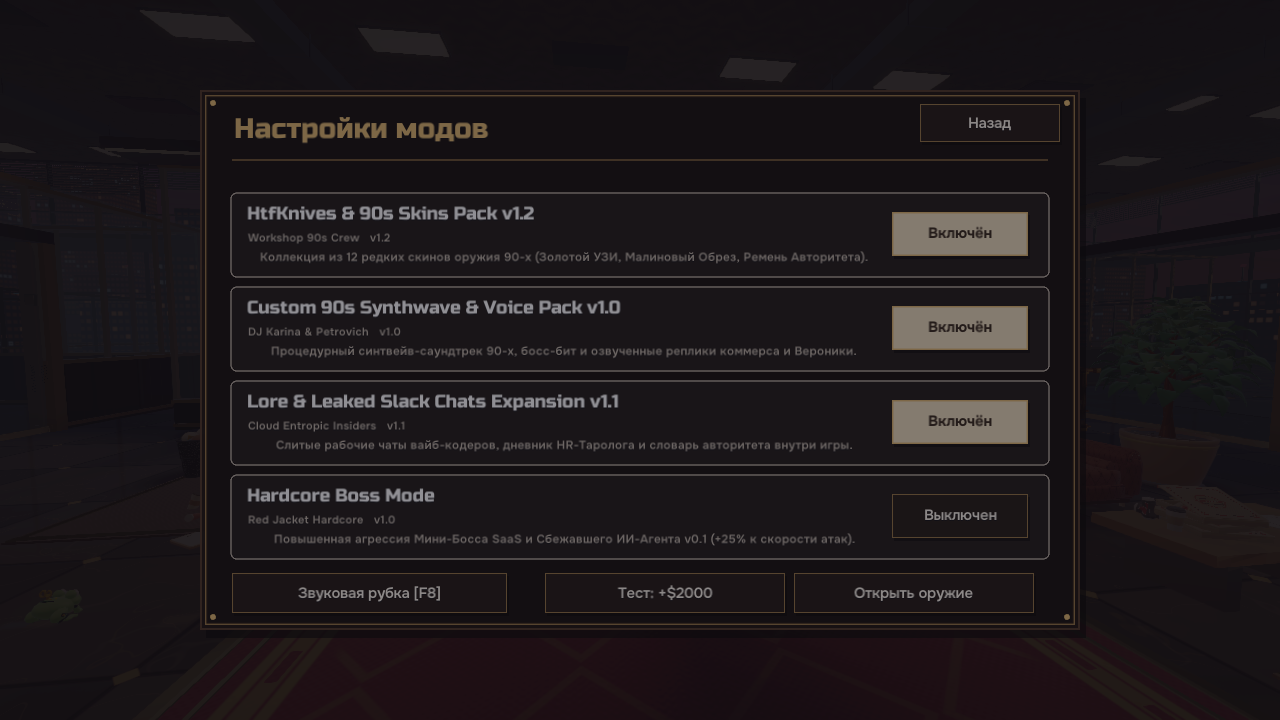 Настройки модов
Назад
HtfKnives & 90s Skins Pack v1.2
Workshop 90s Crew v1.2
Коллекция из 12 редких скинов оружия 90-х (Золотой УЗИ, Малиновый Обрез, Ремень Авторитета).
Включён
Custom 90s Synthwave & Voice Pack v1.0
DJ Karina & Petrovich v1.0
Процедурный синтвейв-саундтрек 90-х, босс-бит и озвученные реплики коммерса и Вероники.
Включён
Lore & Leaked Slack Chats Expansion v1.1
Cloud Entropic Insiders v1.1
Слитые рабочие чаты вайб-кодеров, дневник HR-Таролога и словарь авторитета внутри игры.
Включён
Hardcore Boss Mode
Red Jacket Hardcore v1.0
Повышенная агрессия Мини-Босса SaaS и Сбежавшего ИИ-Агента v0.1 (+25% к скорости атак).
Выключен
Звуковая рубка [F8]
Тест: +$2000
Открыть оружие